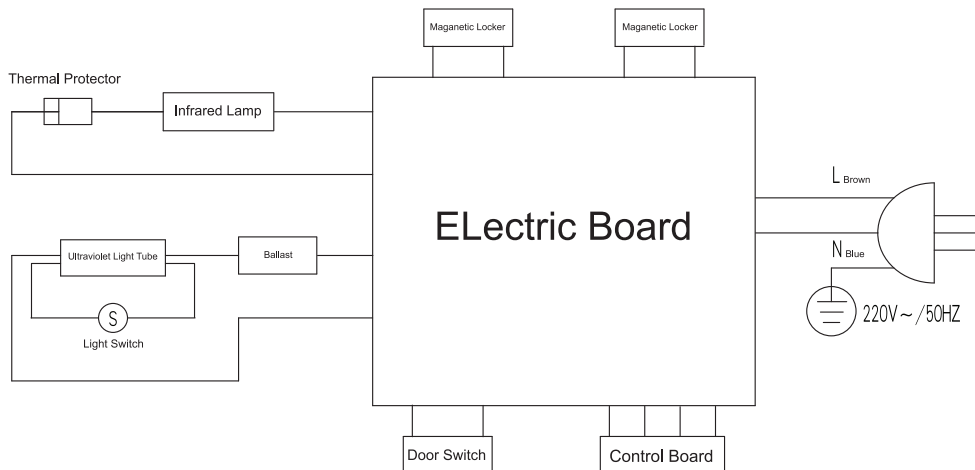 Maganetic Locker
Maganetic Locker
Thermal Protector
Infrared Lamp
L Brown
ELectric Board
N Blue
Ultraviolet Light Tube
Ballast
S
Light Switch
220V~/50HZ
Door Switch
Control Board